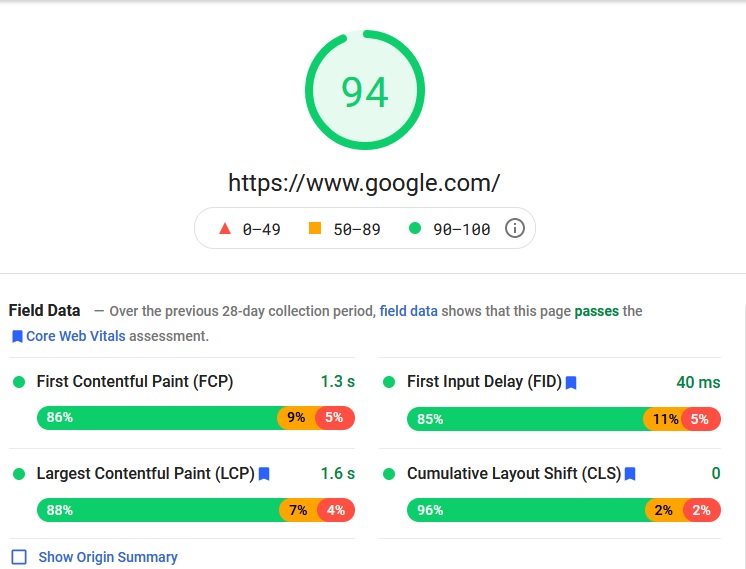 94
https://www.google.com/
0–49 50–89 90–100
Field Data — Over the previous 28-day collection period, field data shows that this page passes the
Core Web Vitals assessment.
First Contentful Paint (FCP) 1.3 s
86% 9% 5%
First Input Delay (FID) 40 ms
85% 11% 5%
Largest Contentful Paint (LCP) 1.6 s
88% 7% 4%
Cumulative Layout Shift (CLS) 0
96% 2% 2%
Show Origin Summary